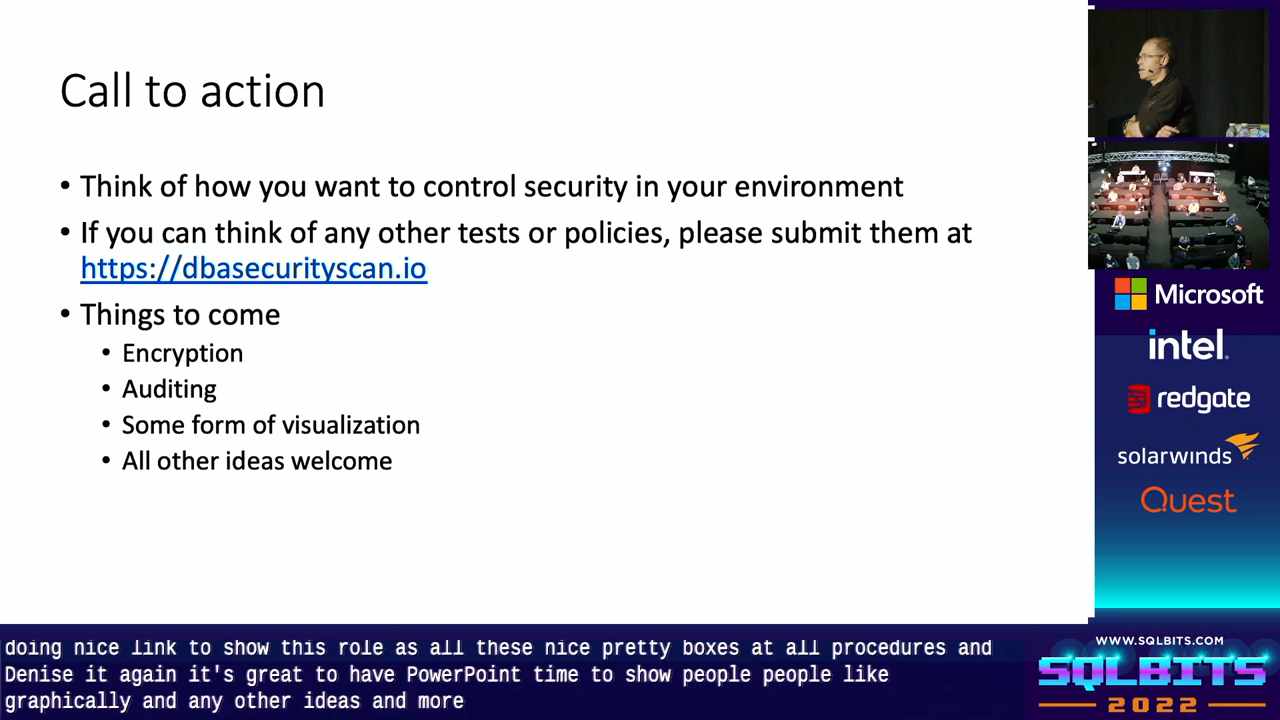 Call to action
• Think of how you want to control security in your environment
• If you can think of any other tests or policies, please submit them at
https://dbasecurityscan.io
• Things to come
• Encryption
• Auditing
• Some form of visualization
• All other ideas welcome
Microsoft
intel.
redgate
solarwinds
Quest
doing nice link to show this role as all these nice pretty boxes at all procedures and
Denise it again it's great to have PowerPoint time to show people people like
graphically and any other ideas and more
WWW.SQLBITS.COM
SQLBITS
2022